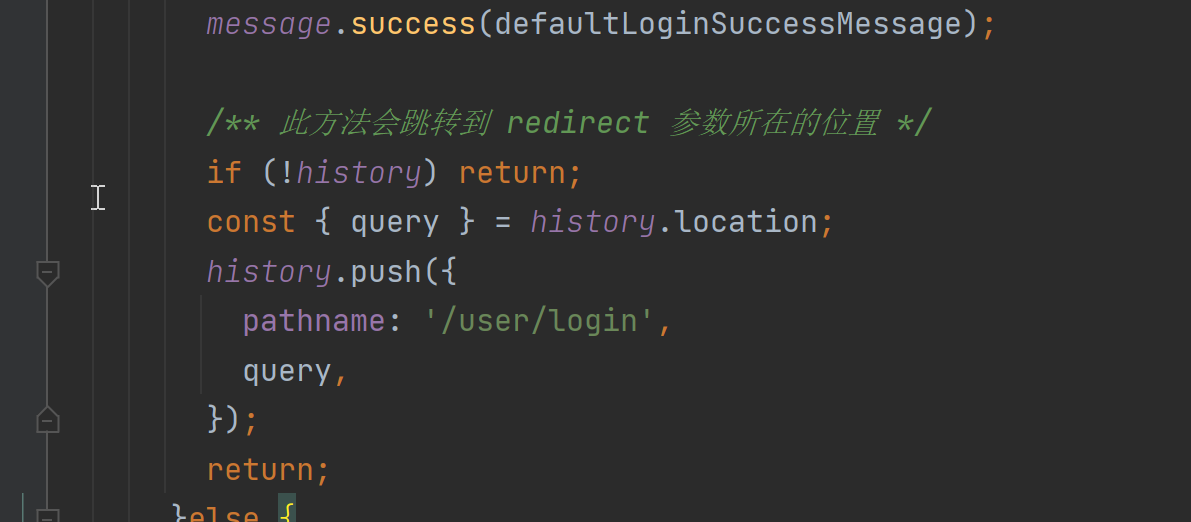 message.success(defaultLoginSuccessMessage);
/** 此方法会跳转到 redirect 参数所在的位置 */
if (!history) return;
const { query } = history.location;
history.push({
pathname: '/user/login',
query,
});
return;
}else {